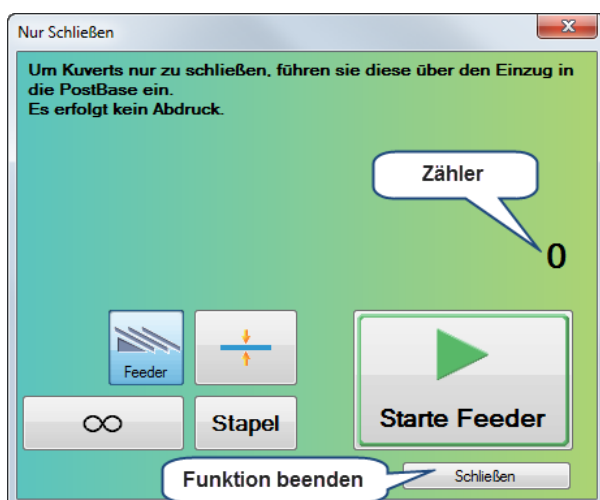 Nur Schließen
Um Kuverts nur zu schließen, führen sie diese über den Einzug in
die PostBase ein.
Es erfolgt kein Abdruck.
Zähler
0
Feeder
∞
Stapel
Starte Feeder
Funktion beenden
Schließen